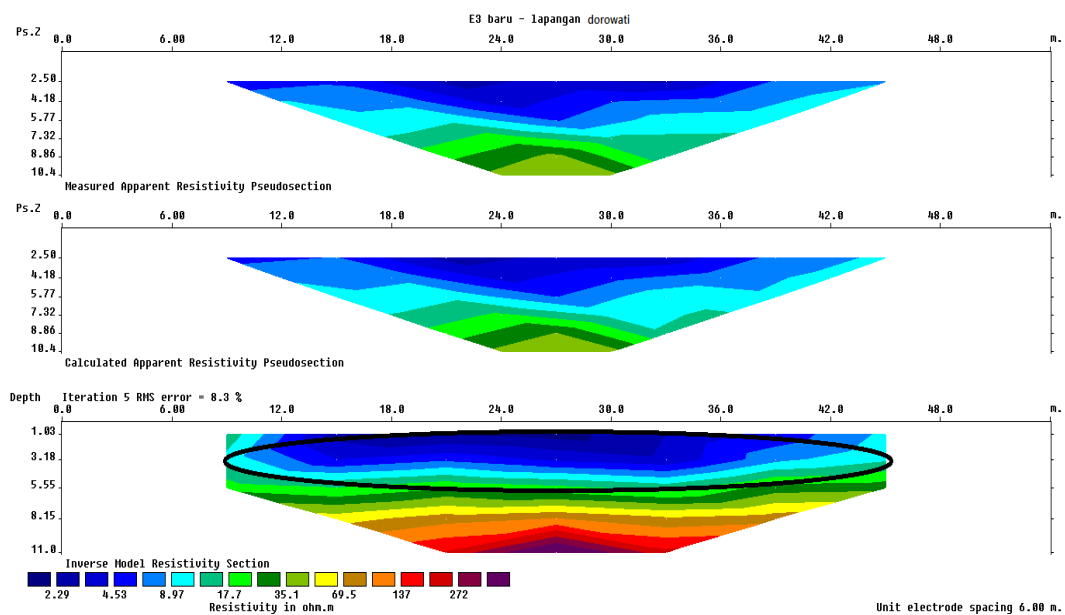 E3 baru - lapangan dorowati
Ps.Z 0.0 6.00 12.0 18.0 24.0 30.0 36.0 42.0 48.0 m.
2.50
4.18
5.77
7.32
8.86
10.4
Measured Apparent Resistivity Pseudosection
Ps.Z 0.0 6.00 12.0 18.0 24.0 30.0 36.0 42.0 48.0 m.
2.50
4.18
5.77
7.32
8.86
10.4
Calculated Apparent Resistivity Pseudosection
Depth Iteration 5 RMS error = 8.3 %
0.0 6.00 12.0 18.0 24.0 30.0 36.0 42.0 48.0 m.
1.03
3.18
5.55
8.15
11.0
Inverse Model Resistivity Section
2.29 4.53 8.97 17.7 35.1 69.5 137 272
Resistivity in ohm.m
Unit electrode spacing 6.00 m.